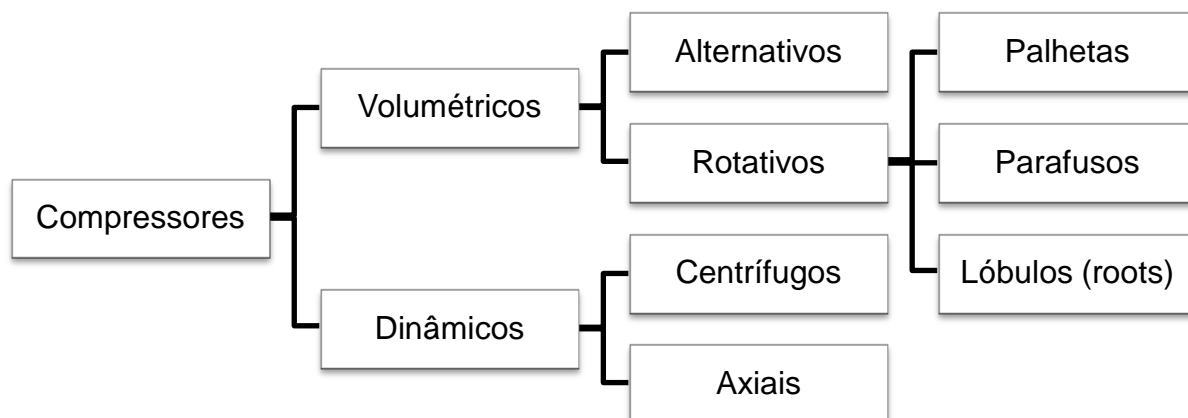 Compressores
Volumétricos
Alternativos
Rotativos
Palhetas
Parafusos
Lóbulos (roots)
Dinâmicos
Centrífugos
Axiais